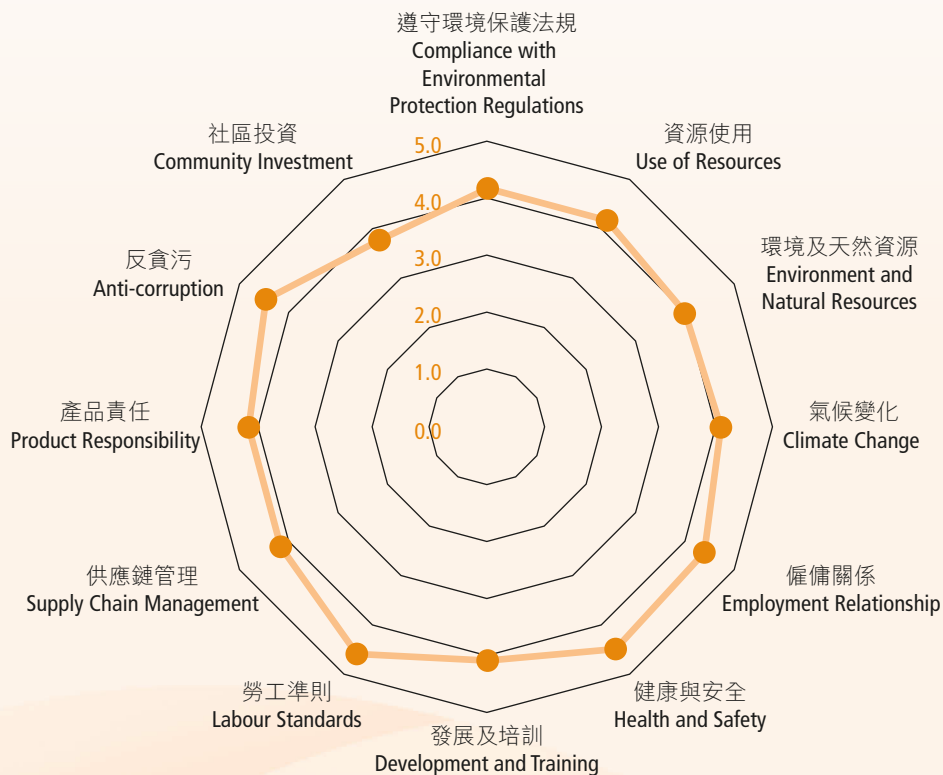 遵守環境保護法規
Compliance with
Environmental
Protection Regulations
資源使用
Use of Resources
環境及天然資源
Environment and
Natural Resources
氣候變化
Climate Change
僱傭關係
Employment Relationship
健康與安全
Health and Safety
發展及培訓
Development and Training
勞工準則
Labour Standards
供應鏈管理
Supply Chain Management
產品責任
Product Responsibility
反貪污
Anti-corruption
社區投資
Community Investment
5.0
4.0
3.0
2.0
1.0
0.0